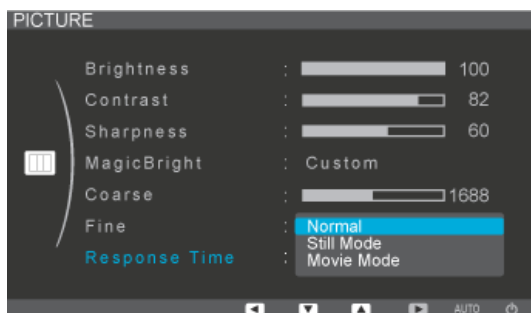 PICTURE
Brightness : 100
Contrast : 82
Sharpness : 60
MagicBright : Custom
Coarse : 1688
Fine : Normal
Still Mode
Response Time : Movie Mode
AUTO